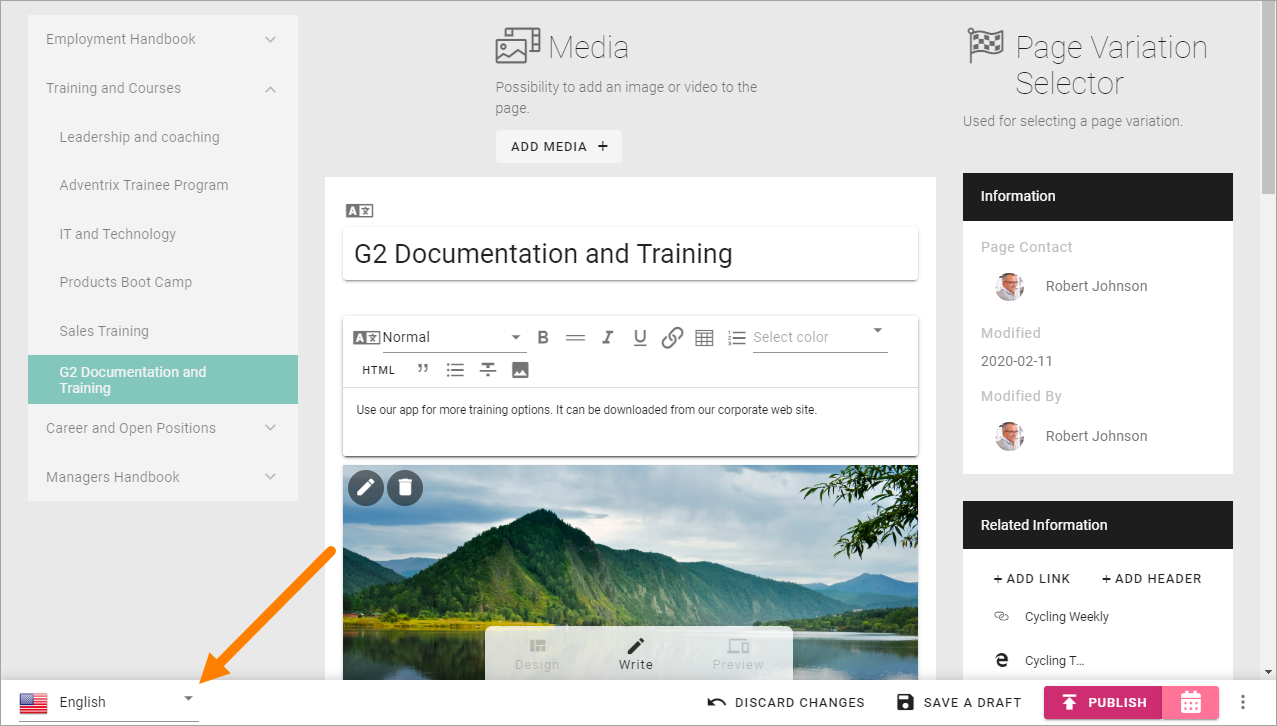 Employment Handbook
Training and Courses
Leadership and coaching
Adventrix Trainee Program
IT and Technology
Products Boot Camp
Sales Training
G2 Documentation and
Training
Career and Open Positions
Managers Handbook
Media
Possibility to add an image or video to the
page.
ADD MEDIA +
G2 Documentation and Training
Normal
B I U
Select color
HTML
Use our app for more training options. It can be downloaded from our corporate web site.
Design
Write
Preview
Page Variation
Selector
Used for selecting a page variation.
Information
Page Contact
Robert Johnson
Modified
2020-02-11
Modified By
Robert Johnson
Related Information
+ ADD LINK
+ ADD HEADER
Cycling Weekly
Cycling T...
English
DISCARD CHANGES
SAVE A DRAFT
PUBLISH